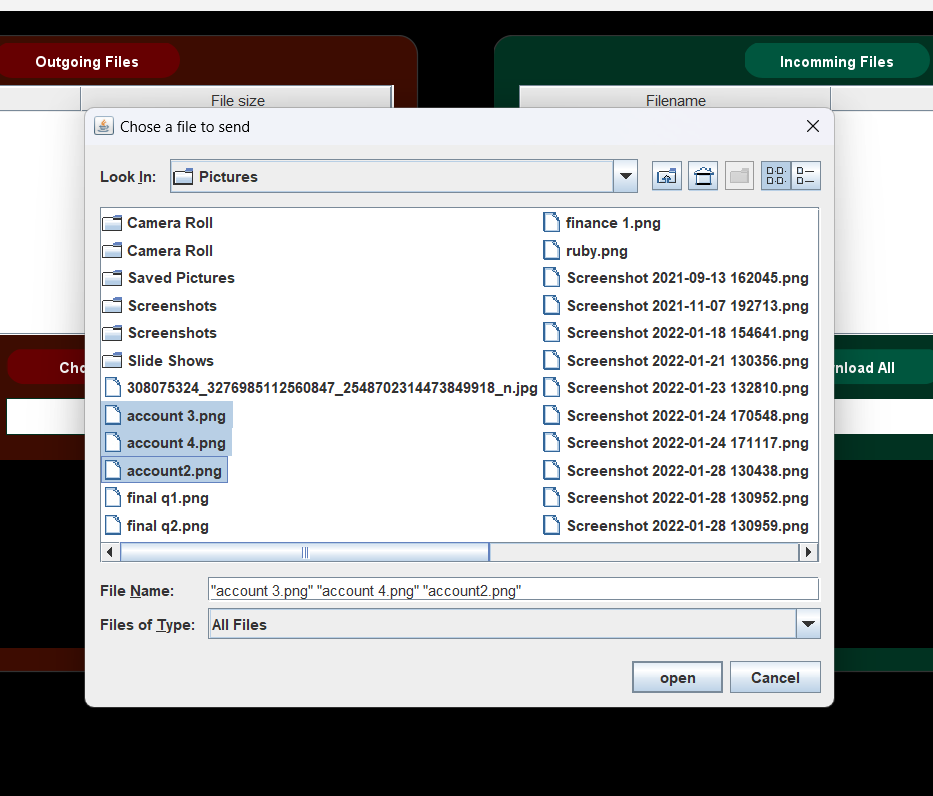 Outgoing Files
Incomming Files
File size
Filename
Chose a file to send
Look In:
Pictures
Camera Roll
Camera Roll
Saved Pictures
Screenshots
Screenshots
Slide Shows
308075324_3276985112560847_2548702314473849918_n.jpg
account 3.png
account 4.png
account2.png
final q1.png
final q2.png
finance 1.png
ruby.png
Screenshot 2021-09-13 162045.png
Screenshot 2021-11-07 192713.png
Screenshot 2022-01-18 154641.png
Screenshot 2022-01-21 130356.png
Screenshot 2022-01-23 132810.png
Screenshot 2022-01-24 170548.png
Screenshot 2022-01-24 171117.png
Screenshot 2022-01-28 130438.png
Screenshot 2022-01-28 130952.png
Screenshot 2022-01-28 130959.png
Cho
nload All
File Name:
"account 3.png" "account 4.png" "account2.png"
Files of Type:
All Files
open
Cancel